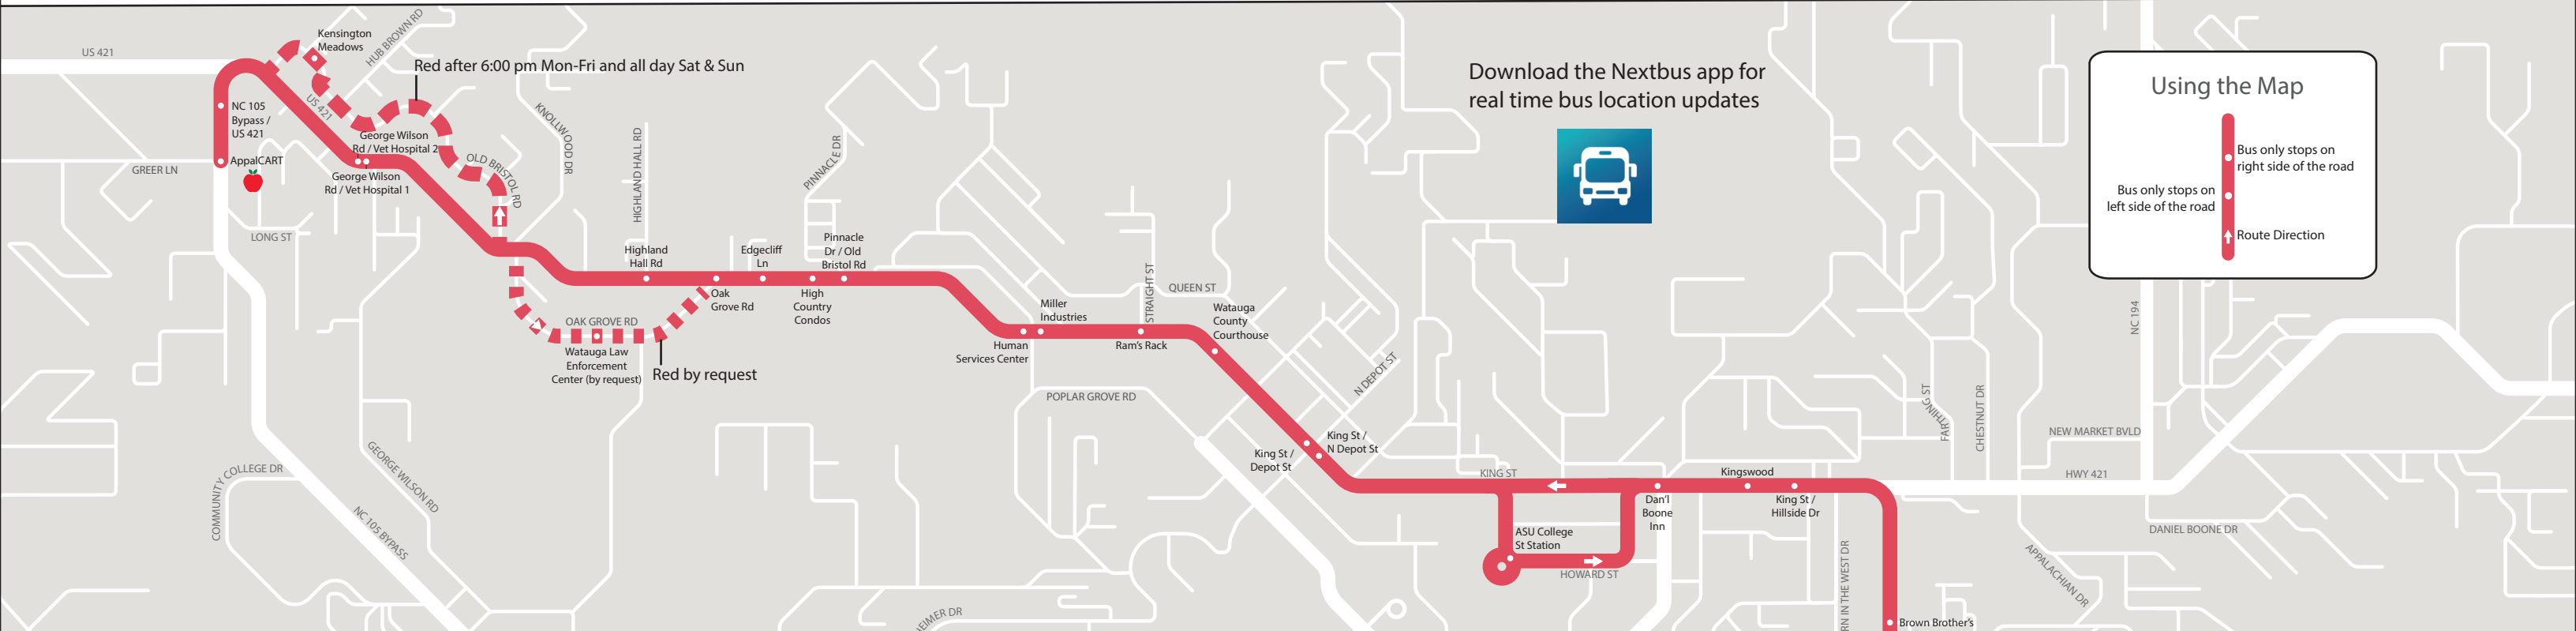 US 421
Kensington
Meadows
HUB BROWN RD
Red after 6:00 pm Mon-Fri and all day Sat & Sun
NC 105
Bypass /
US 421
US 421
George Wilson
Rd / Vet Hospital 2
AppalCART
GREER LN
George Wilson
Rd / Vet Hospital 1
OLD BRISTOL RD
KNOLLWOOD DR
HIGHLAND HALL RD
PINNACLE DR
LONG ST
Highland
Hall Rd
Edgecliff
Ln
Pinnacle
Dr / Old
Bristol Rd
Oak
Grove Rd
High
Country
Condos
OAK GROVE RD
Watauga Law
Enforcement
Center (by request)
Red by request
Miller
Industries
Human
Services Center
STRAIGHT ST
QUEEN ST
Ram's Rack
Watauga
County
Courthouse
POPLAR GROVE RD
N DEPOT ST
King St /
N Depot St
King St /
Depot St
COMMUNITY COLLEGE DR
GEORGE WILSON RD
NC 105 BYPASS
Download the Nextbus app for
real time bus location updates
KING ST
ASU College
St Station
HOWARD ST
Dan'l
Boone
Inn
Kingswood
King St /
Hillside Dr
Brown Brother's
Using the Map
Bus only stops on
right side of the road
Bus only stops on
left side of the road
Route Direction
NC 194
FARTHING ST
CHESTNUT DR
NEW MARKET BVLD
HWY 421
DANIEL BOONE DR
APPALACHIAN DR
RN IN THE WEST DR
EIMER DR